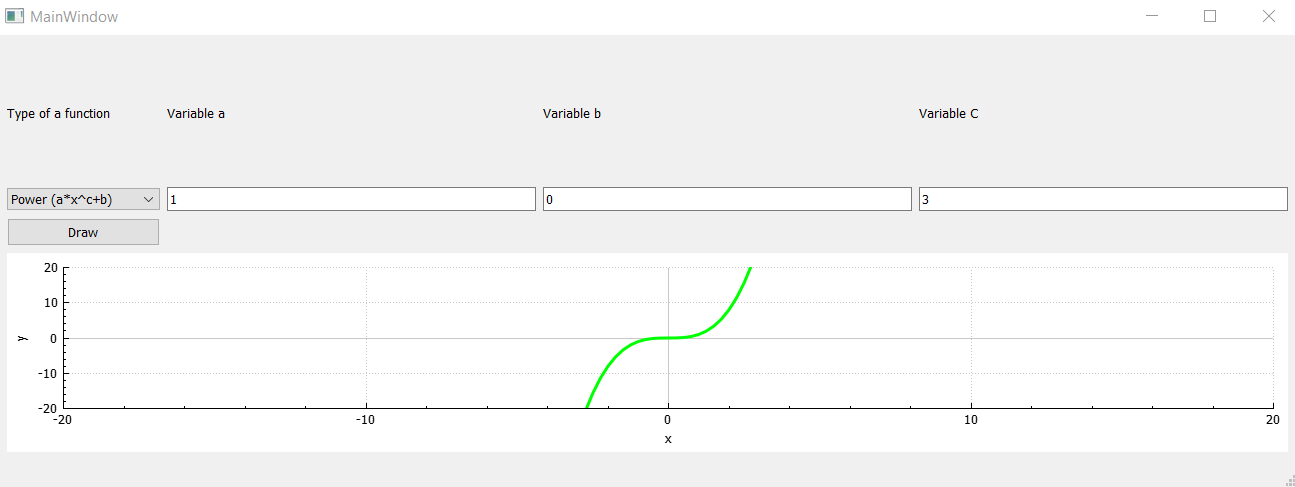 MainWindow
Type of a function Variable a Variable b Variable C
Power (a*x^c+b) 1 0 3
Draw
20
10
0
-10
-20
y
-20 -10 0 10 20
x